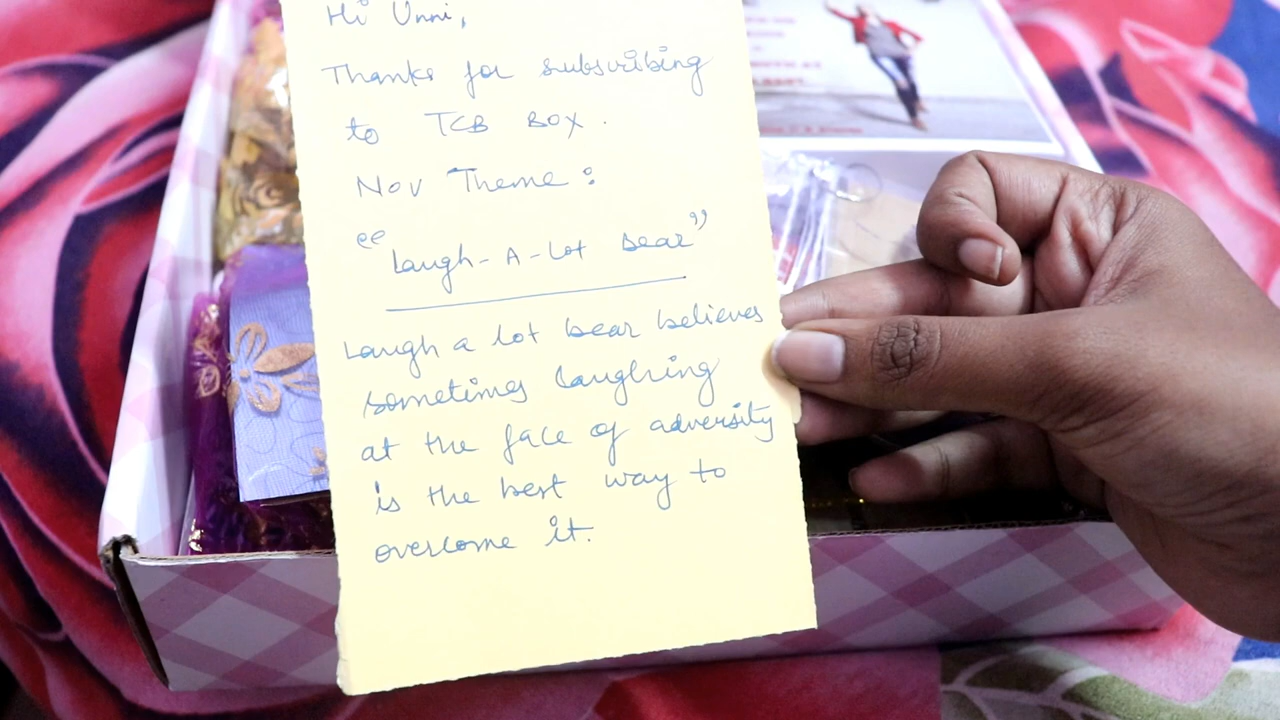 Hi Unni,
Thanks for subscribing
to TCB BOX.
Nov Theme:
"Laugh-A-Lot Bear"
Laugh a lot bear believes
sometimes laughing
at the face of adversity
is the best way to
overcome it.